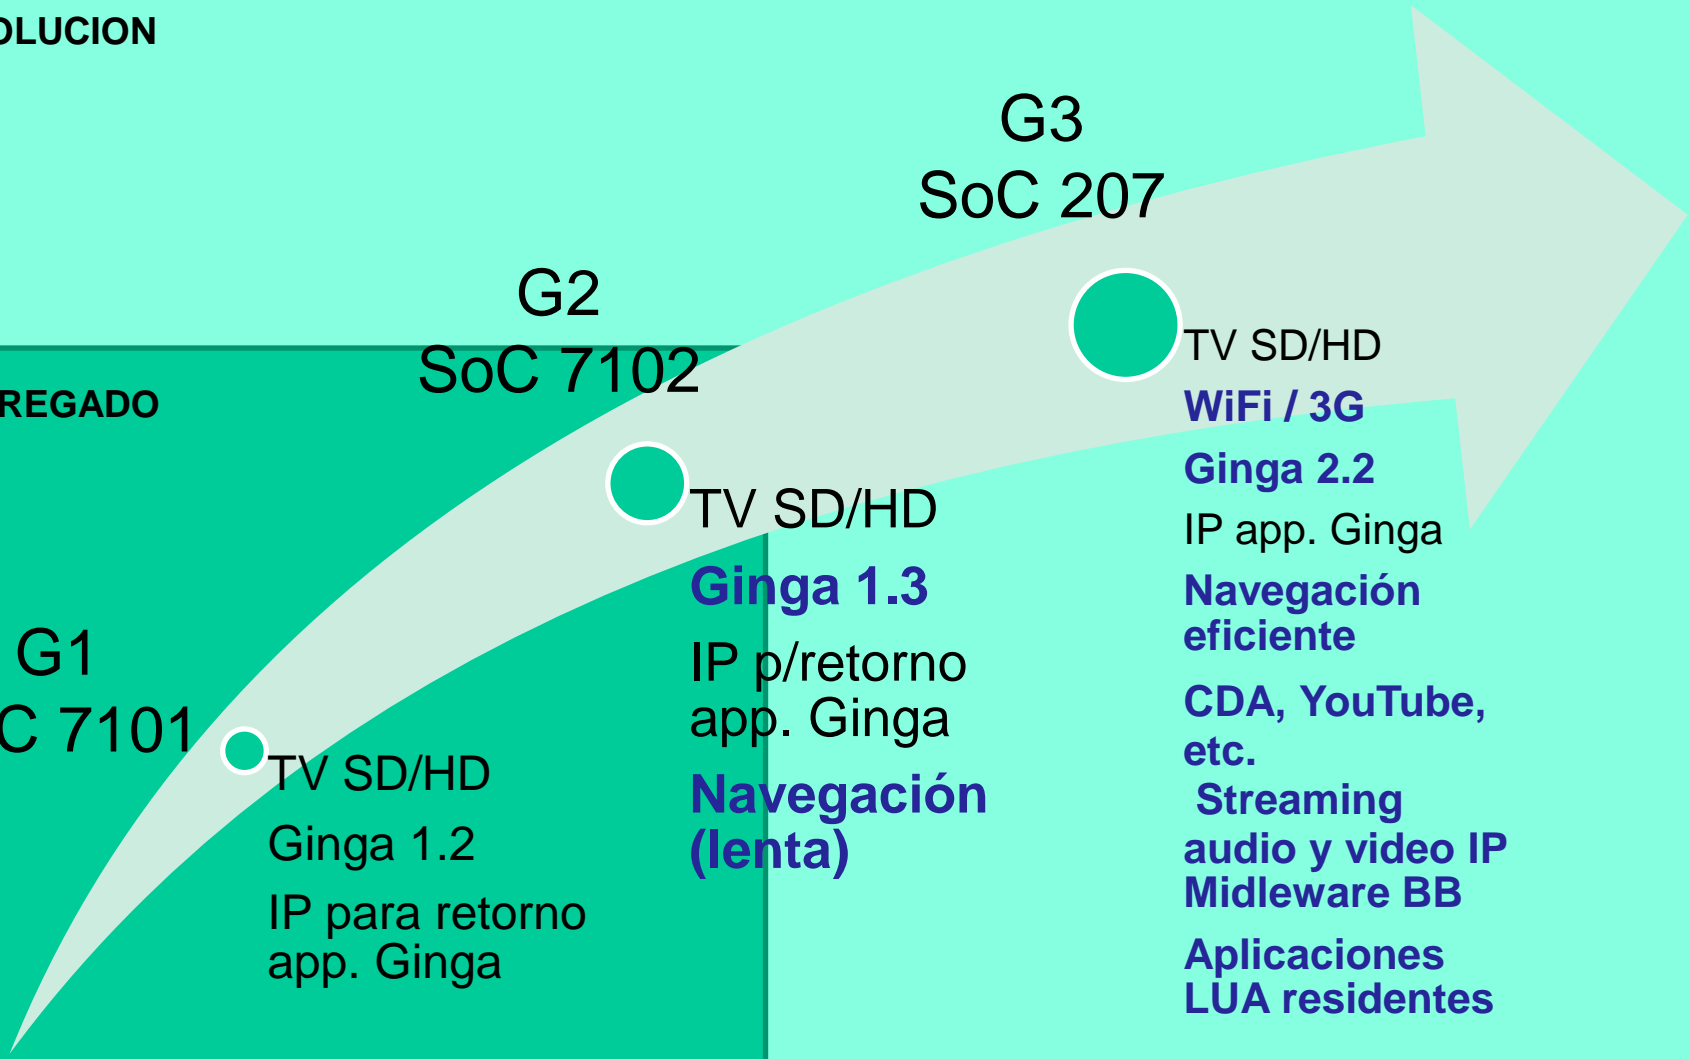 OLUCION
G3
SoC 207
G2
SoC 7102
REGADO
G1
C 7101
TV SD/HD
Ginga 1.2
IP para retorno
app. Ginga
TV SD/HD
Ginga 1.3
IP p/retorno
app. Ginga
Navegación
(lenta)
TV SD/HD
WiFi / 3G
Ginga 2.2
IP app. Ginga
Navegación
eficiente
CDA, YouTube,
etc.
Streaming
audio y video IP
Midleware BB
Aplicaciones
LUA residentes